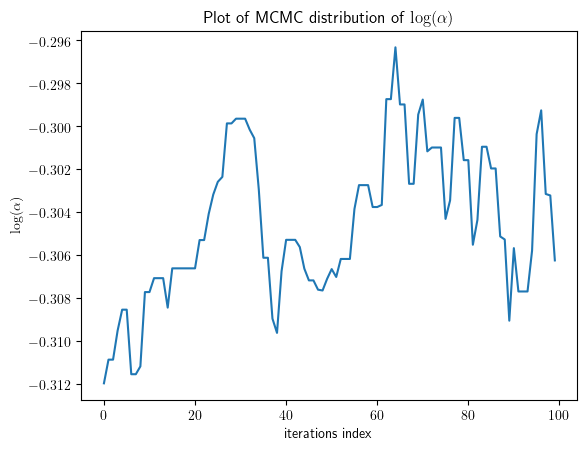 Plot of MCMC distribution of log(α)
−0.296
−0.298
−0.300
−0.302
−0.304
−0.306
−0.308
−0.310
−0.312
log(α)
0 20 40 60 80 100
iterations index